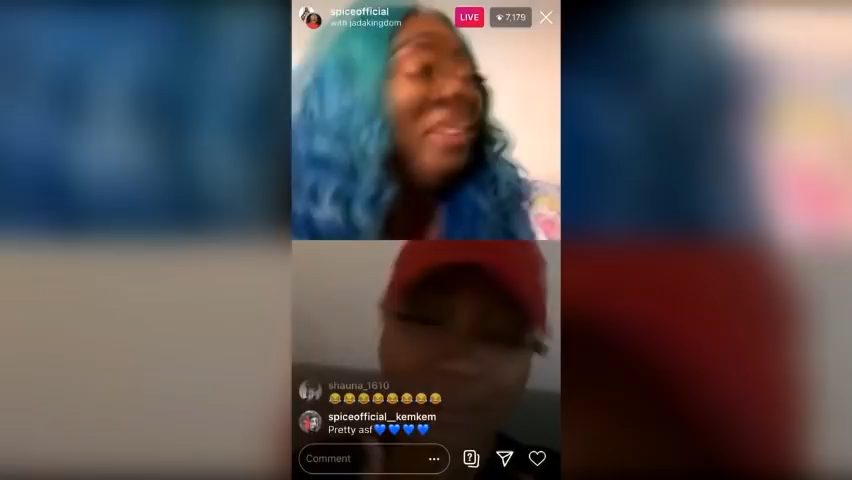 spiceofficial
with jadakingdom
LIVE
7,179
shauna_1610
😂😂😂😂😂😂😂😂
spiceofficial__kemkem
Pretty asf💙💙💙💙
Comment